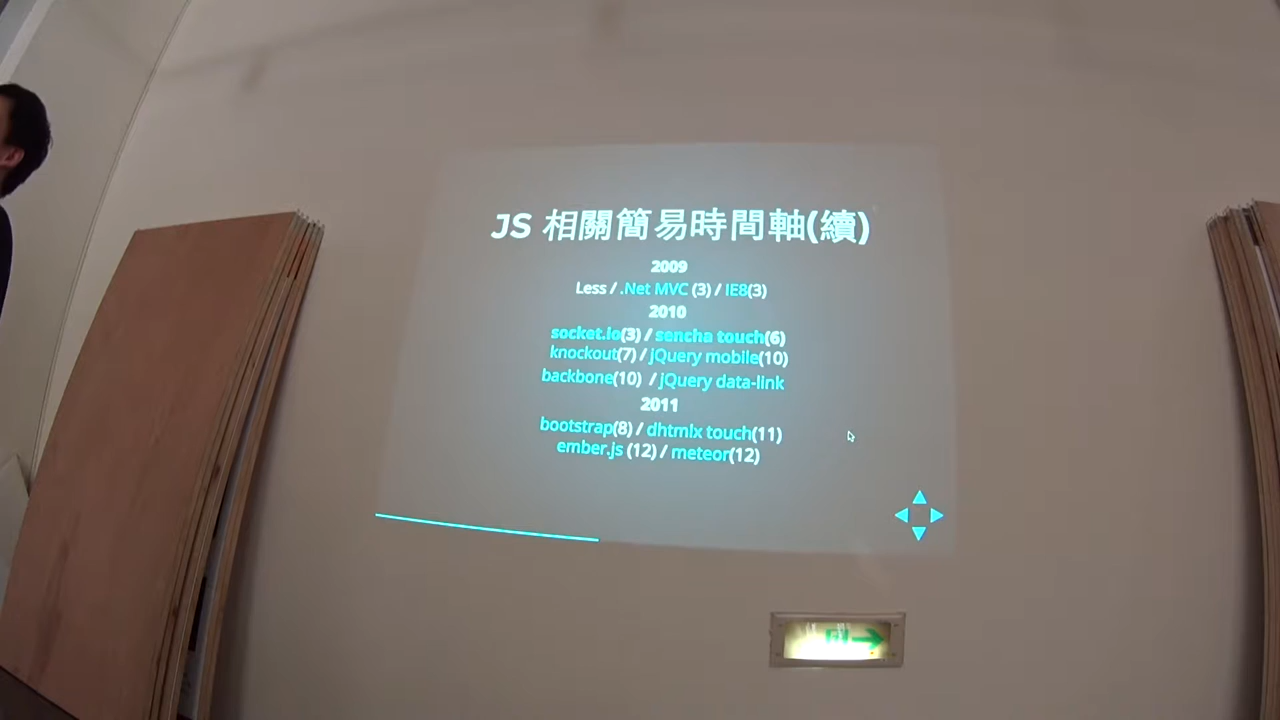 JS 相關簡易時間軸(續)
2009
Less / .Net MVC (3) / IE8(3)
2010
socket.io(3) / sencha touch(6)
knockout(7) / jQuery mobile(10)
backbone(10) / jQuery data-link
2011
bootstrap(8) / dhtmlx touch(11)
ember.js (12) / meteor(12)